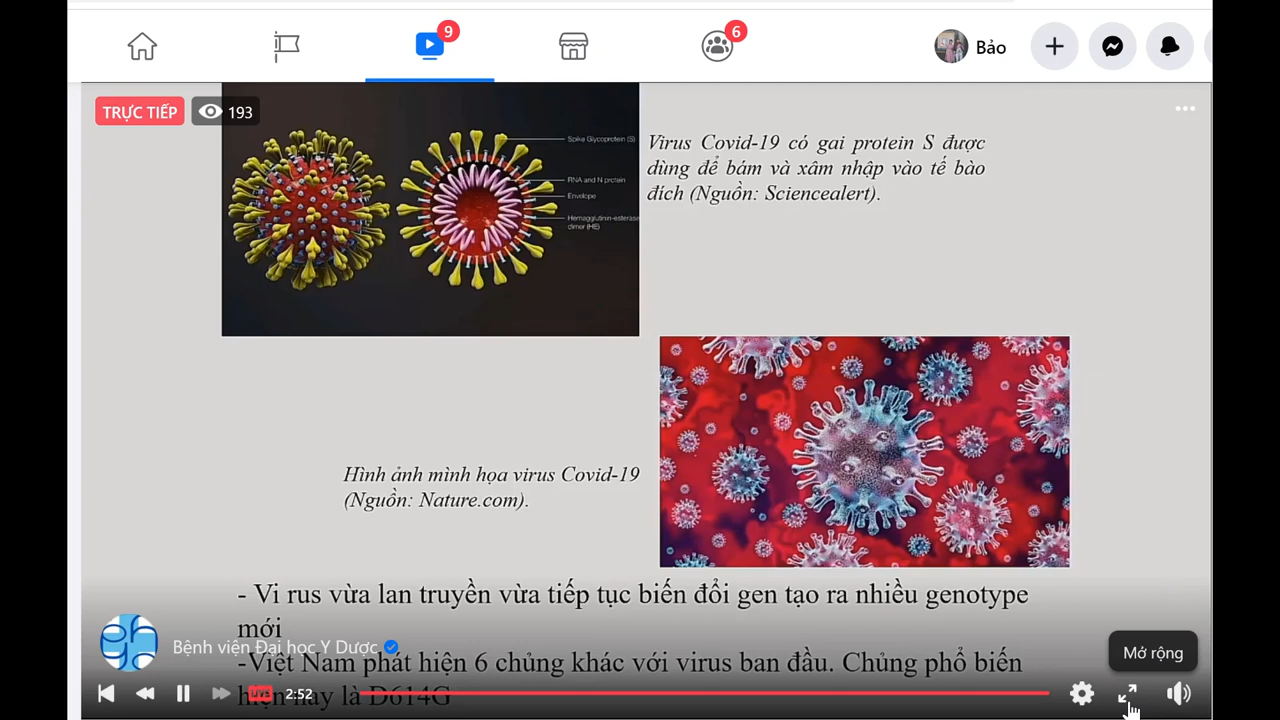 9
6
Bảo
TRỰC TIẾP
193
Spike Glycoprotein (S)
RNA and N protein
Envelope
Hemagglutinin-esterase
dimer (HE)
Virus Covid-19 có gai protein S được
dùng để bám và xâm nhập vào tế bào
đích (Nguồn: Sciencealert).
Hình ảnh mình họa virus Covid-19
(Nguồn: Nature.com).
- Vi rus vừa lan truyền vừa tiếp tục biến đổi gen tạo ra nhiều genotype
mới
Bệnh viện Đại học Y Dược
-Việt Nam phát hiện 6 chủng khác với virus ban đầu. Chủng phổ biến
hiện nay là D614G
Mở rộng
LIVE
2:52